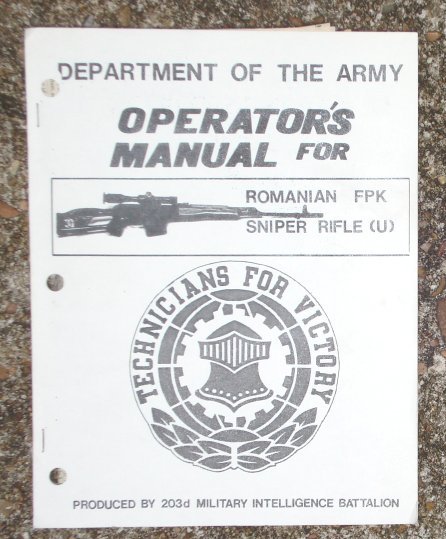 DEPARTMENT OF THE ARMY
OPERATOR'S
MANUAL FOR
ROMANIAN FPK
SNIPER RIFLE (U)
TECHNICIANS FOR VICTORY
PRODUCED BY 203d MILITARY INTELLIGENCE BATTALION